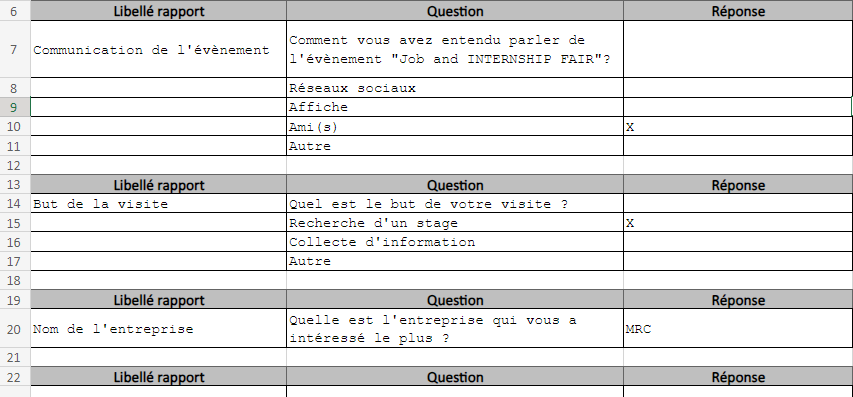 6 Libellé rapport Question Réponse
7 Communication de l'évènement Comment vous avez entendu parler de
l'évènement "Job and INTERNSHIP FAIR"?
8 Réseaux sociaux
9 Affiche
10 Ami(s) X
11 Autre
12
13 Libellé rapport Question Réponse
14 But de la visite Quel est le but de votre visite ?
15 Recherche d'un stage X
16 Collecte d'information
17 Autre
18
19 Libellé rapport Question Réponse
20 Nom de l'entreprise Quelle est l'entreprise qui vous a
intéressé le plus ? MRC
21
22 Libellé rapport Question Réponse